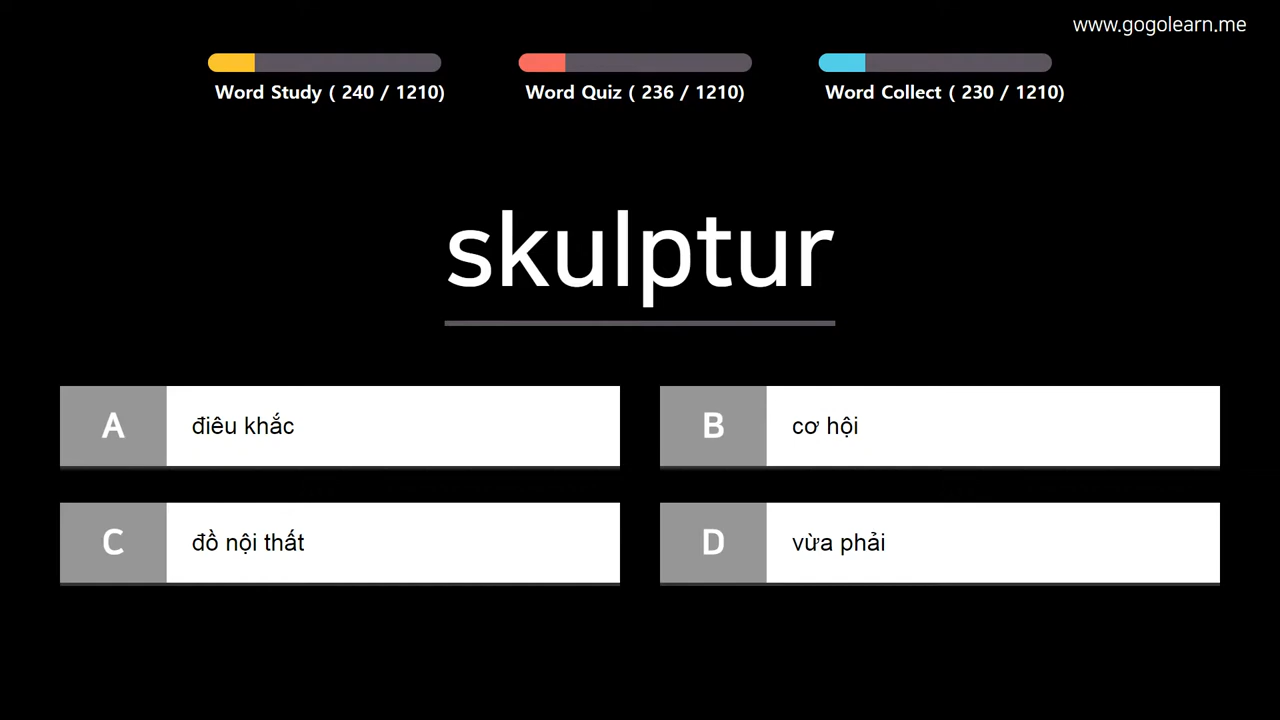 www.gogolearn.me
Word Study ( 240 / 1210)
Word Quiz ( 236 / 1210)
Word Collect ( 230 / 1210)
skulptur
A điêu khắc
B cơ hội
C đồ nội thất
D vừa phải